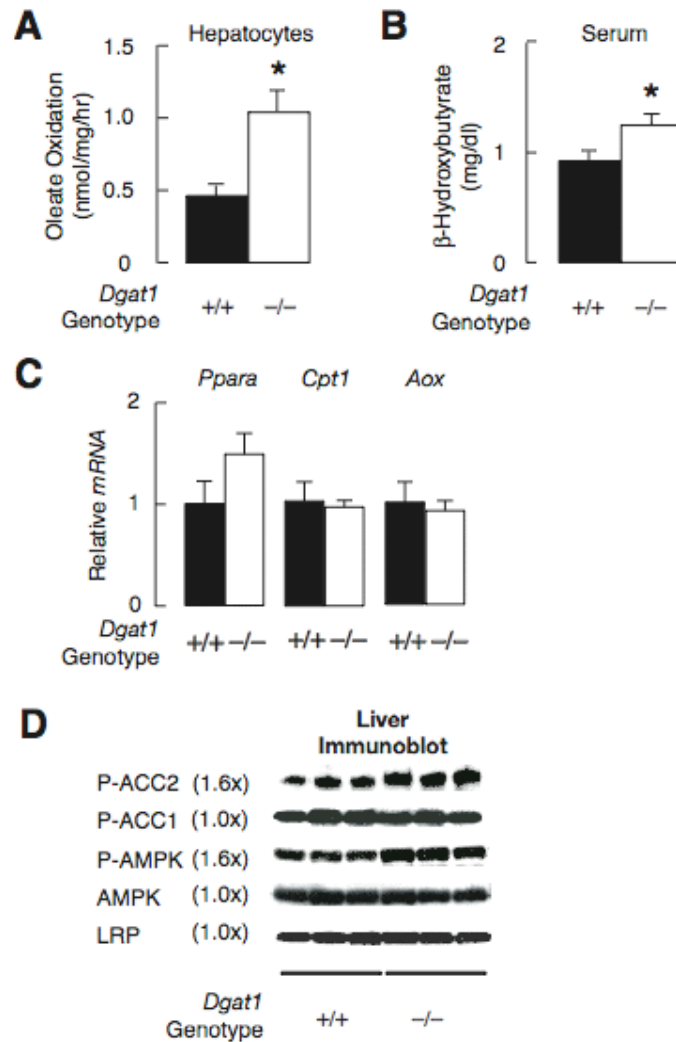 A
Hepatocytes
Oleate Oxidation
(nmol/mg/hr)
1.5
1.0
0.5
0
*
Dgat1
Genotype
+/+ –/–
B
Serum
β-Hydroxybutyrate
(mg/dl)
2
1
0
*
Dgat1
Genotype
+/+ –/–
C
Ppara Cpt1 Aox
Relative mRNA
2
1
0
Dgat1
Genotype
+/+ –/– +/+ –/– +/+ –/–
D
Liver
Immunoblot
P-ACC2 (1.6x)
P-ACC1 (1.0x)
P-AMPK (1.6x)
AMPK (1.0x)
LRP (1.0x)
Dgat1
Genotype
+/+ –/–